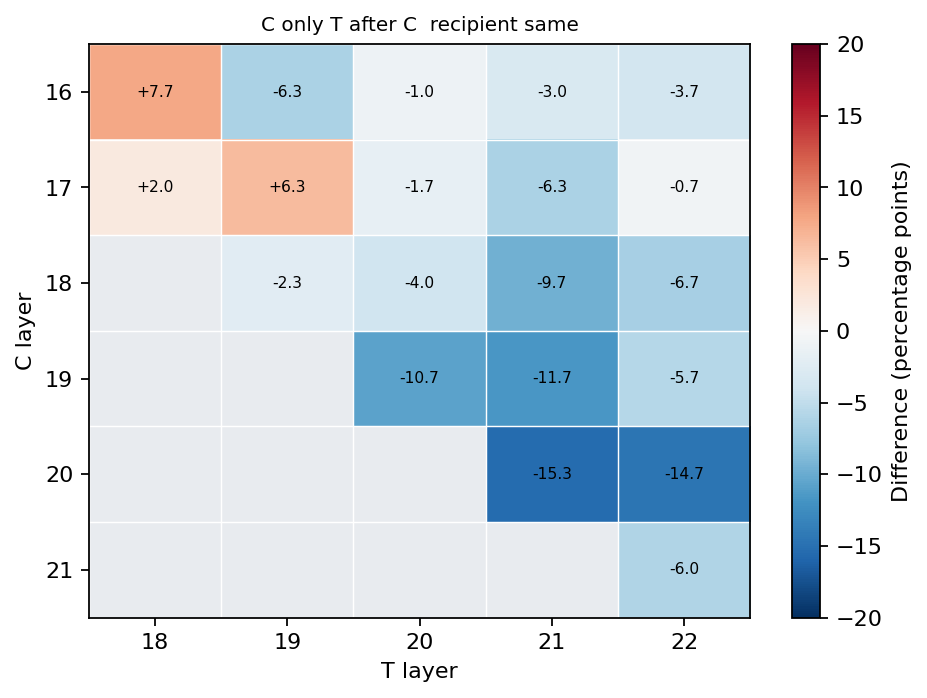 C only T after C  recipient same
16 +7.7 -6.3 -1.0 -3.0 -3.7
17 +2.0 +6.3 -1.7 -6.3 -0.7
18 -2.3 -4.0 -9.7 -6.7
19 -10.7 -11.7 -5.7
20 -15.3 -14.7
21 -6.0
18 19 20 21 22
T layer
C layer
20
15
10
5
0
−5
−10
−15
−20
Difference (percentage points)